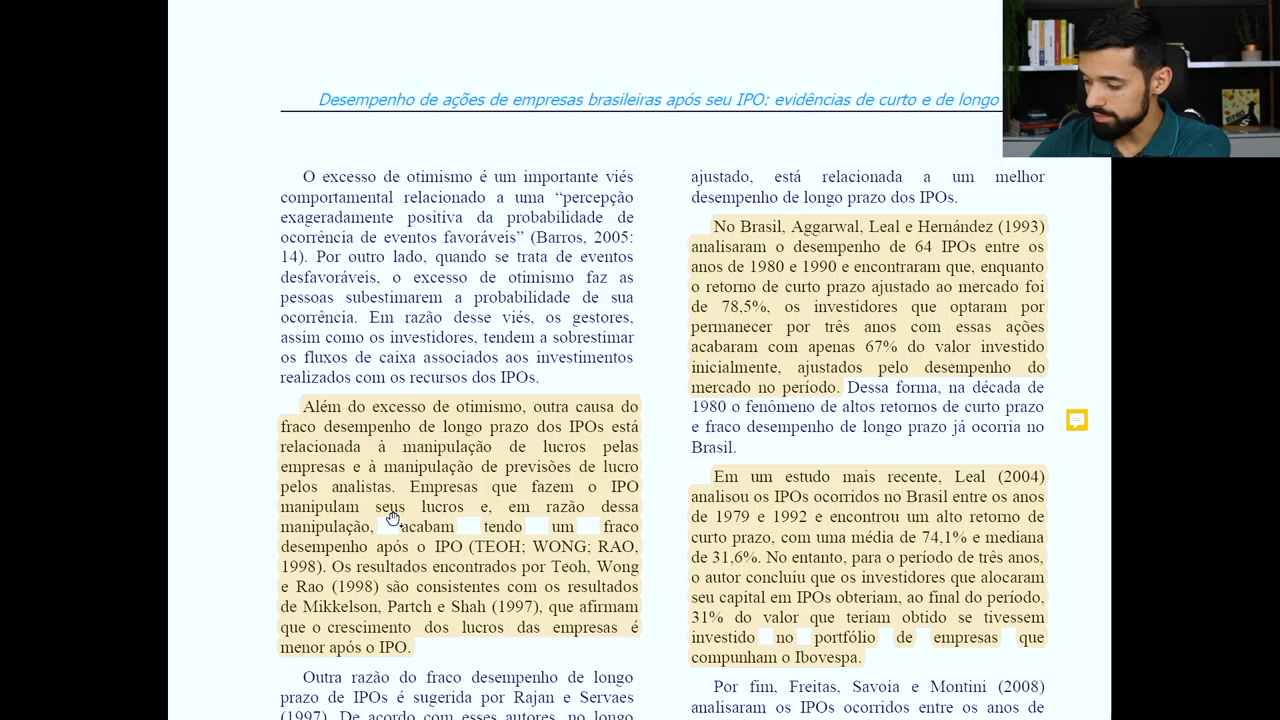 Desempenho de ações de empresas brasileiras após seu IPO: evidências de curto e de longo
O excesso de otimismo é um importante viés
comportamental relacionado a uma “percepção
exageradamente positiva da probabilidade de
ocorrência de eventos favoráveis” (Barros, 2005:
14). Por outro lado, quando se trata de eventos
desfavoráveis, o excesso de otimismo faz as
pessoas subestimarem a probabilidade de sua
ocorrência. Em razão desse viés, os gestores,
assim como os investidores, tendem a sobrestimar
os fluxos de caixa associados aos investimentos
realizados com os recursos dos IPOs.
Além do excesso de otimismo, outra causa do
fraco desempenho de longo prazo dos IPOs está
relacionada à manipulação de lucros pelas
empresas e à manipulação de previsões de lucro
pelos analistas. Empresas que fazem o IPO
manipulam seus lucros e, em razão dessa
manipulação, acabam tendo um fraco
desempenho após o IPO (TEOH; WONG; RAO,
1998). Os resultados encontrados por Teoh, Wong
e Rao (1998) são consistentes com os resultados
de Mikkelson, Partch e Shah (1997), que afirmam
que o crescimento dos lucros das empresas é
menor após o IPO.
Outra razão do fraco desempenho de longo
prazo de IPOs é sugerida por Rajan e Servaes
(1997). De acordo com esses autores, no longo
ajustado, está relacionada a um melhor
desempenho de longo prazo dos IPOs.
No Brasil, Aggarwal, Leal e Hernández (1993)
analisaram o desempenho de 64 IPOs entre os
anos de 1980 e 1990 e encontraram que, enquanto
o retorno de curto prazo ajustado ao mercado foi
de 78,5%, os investidores que optaram por
permanecer por três anos com essas ações
acabaram com apenas 67% do valor investido
inicialmente, ajustados pelo desempenho do
mercado no período. Dessa forma, na década de
1980 o fenômeno de altos retornos de curto prazo
e fraco desempenho de longo prazo já ocorria no
Brasil.
Em um estudo mais recente, Leal (2004)
analisou os IPOs ocorridos no Brasil entre os anos
de 1979 e 1992 e encontrou um alto retorno de
curto prazo, com uma média de 74,1% e mediana
de 31,6%. No entanto, para o período de três anos,
o autor concluiu que os investidores que alocaram
seu capital em IPOs obteriam, ao final do período,
31% do valor que teriam obtido se tivessem
investido no portfólio de empresas que
compunham o Ibovespa.
Por fim, Freitas, Savoia e Montini (2008)
analisaram os IPOs ocorridos entre os anos de